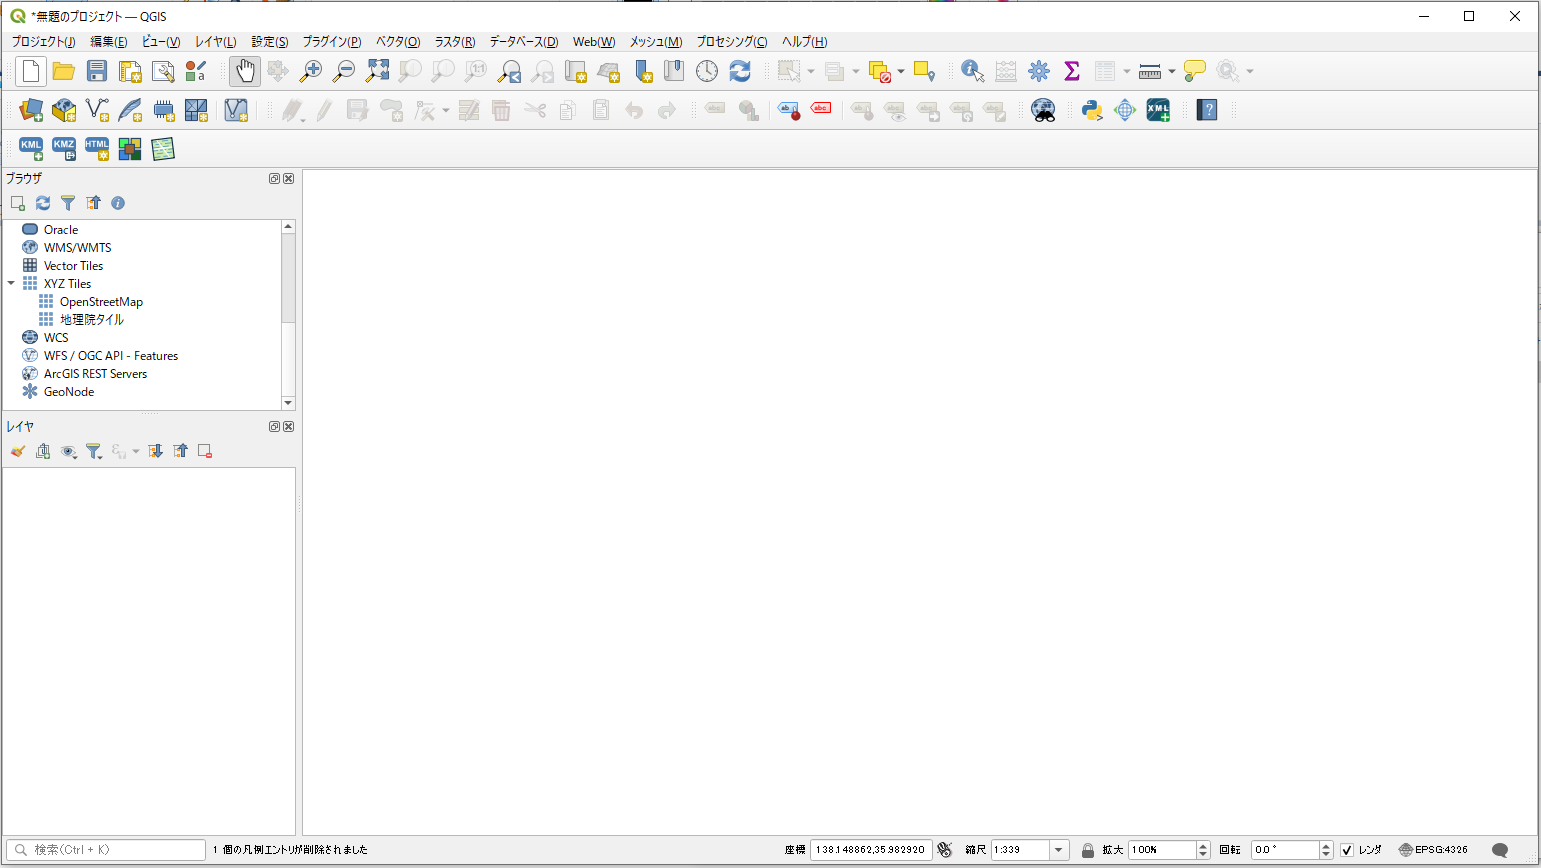 *無題のプロジェクト — QGIS
プロジェクト(J) 編集(E) ビュー(V) レイヤ(L) 設定(S) プラグイン(P) ベクタ(O) ラスタ(R) データベース(D) Web(W) メッシュ(M) プロセシング(C) ヘルプ(H)
a
1:1
ab
abc
XML
?
KML KMZ HTML
ブラウザ
Oracle
WMS/WMTS
Vector Tiles
XYZ Tiles
OpenStreetMap
地理院タイル
WCS
WFS / OGC API - Features
ArcGIS REST Servers
GeoNode
レイヤ
検索(Ctrl + K) 1 個の凡例エントリが削除されました 座標 138.148862,35.982920 縮尺 1:339 拡大 100% 回転 0.0 ° レンダ EPSG:4326